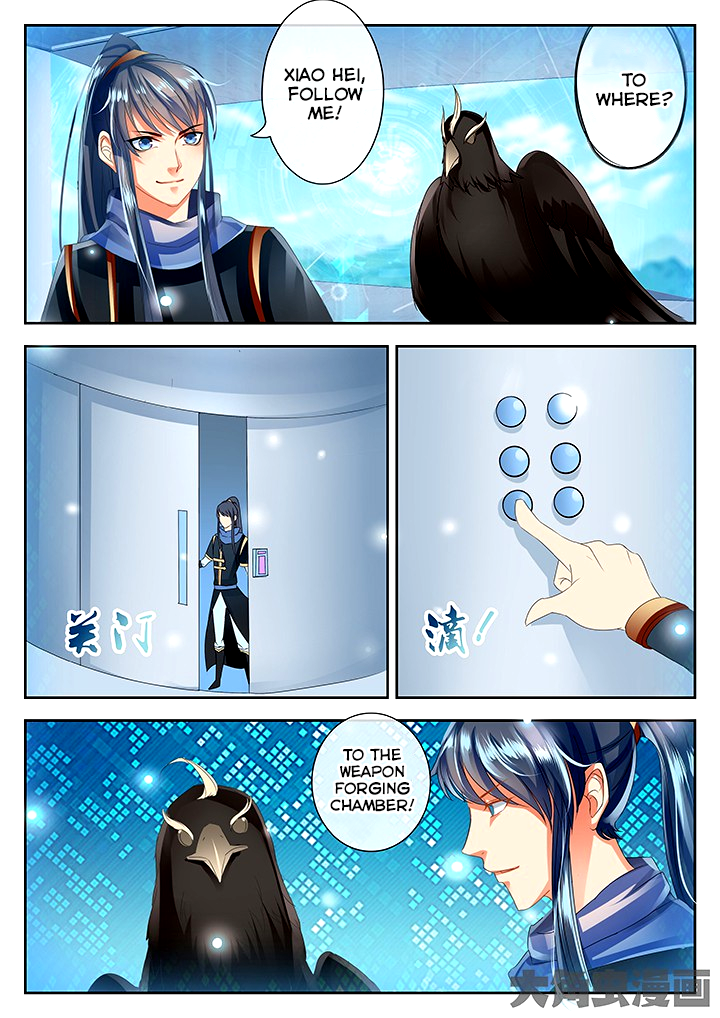 XIAO HEI,
FOLLOW
ME!
TO
WHERE?
关门
滴!
TO THE
WEAPON
FORGING
CHAMBER!
大角虫漫画